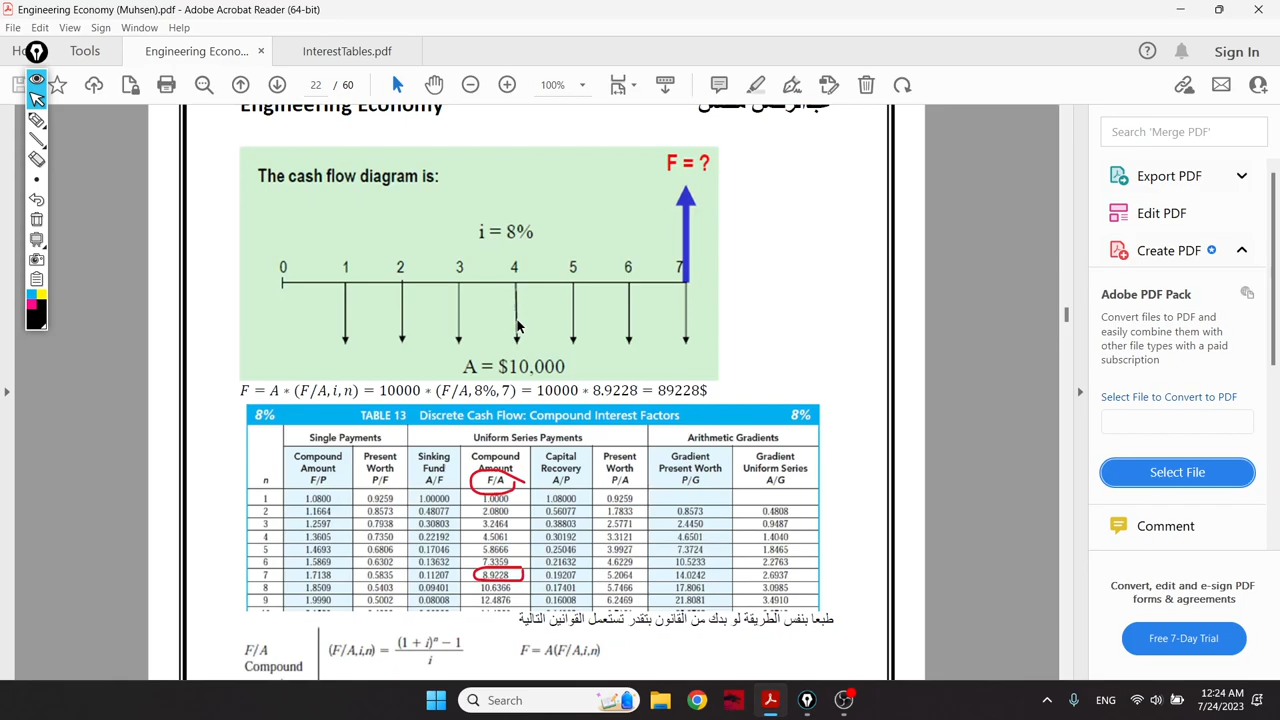 Engineering Economy (Muhsen).pdf - Adobe Acrobat Reader (64-bit)
File Edit View Sign Window Help
Tools Engineering Econo... × InterestTables.pdf Sign In
22 / 60 100%
Engineering Economy
F = ?
The cash flow diagram is:
i = 8%
0 1 2 3 4 5 6 7
A = $10,000
F = A * (F/A, i, n) = 10000 * (F/A, 8%, 7) = 10000 * 8.9228 = 89228$
8% TABLE 13 Discrete Cash Flow: Compound Interest Factors 8%
Single Payments Uniform Series Payments Arithmetic Gradients
n Compound Amount F/P Present Worth P/F Sinking Fund A/F Compound Amount F/A Capital Recovery A/P Present Worth P/A Gradient Present Worth P/G Gradient Uniform Series A/G
1 1.0800 0.9259 1.00000 1.0000 1.08000 0.9259
2 1.1664 0.8573 0.48077 2.0800 0.56077 1.7833 0.8573 0.4808
3 1.2597 0.7938 0.30803 3.2464 0.38803 2.5771 2.4450 0.9487
4 1.3605 0.7350 0.22192 4.5061 0.30192 3.3121 4.6501 1.4040
5 1.4693 0.6806 0.17046 5.8666 0.25046 3.9927 7.3724 1.8465
6 1.5869 0.6302 0.13632 7.3359 0.21632 4.6229 10.5233 2.2763
7 1.7138 0.5835 0.11207 8.9228 0.19207 5.2064 14.0242 2.6937
8 1.8509 0.5403 0.09401 10.6366 0.17401 5.7466 17.8061 3.0985
9 1.9990 0.5002 0.08008 12.4876 0.16008 6.2469 21.8081 3.4910
طبعا بنفس الطريقة لو بدك من القانون بتقدر تستعمل القوانين التالية
F/A (F/A,i,n) = (1 + i)ⁿ − 1 / i F = A(F/A,i,n)
Compound
Search 'Merge PDF'
Export PDF
Edit PDF
Create PDF
Adobe PDF Pack
Convert files to PDF and
easily combine them with
other file types with a paid
subscription
Select File to Convert to PDF
Select File
Comment
Convert, edit and e-sign PDF
forms & agreements
Free 7-Day Trial
Search
ENG
12:24 AM
7/24/2023